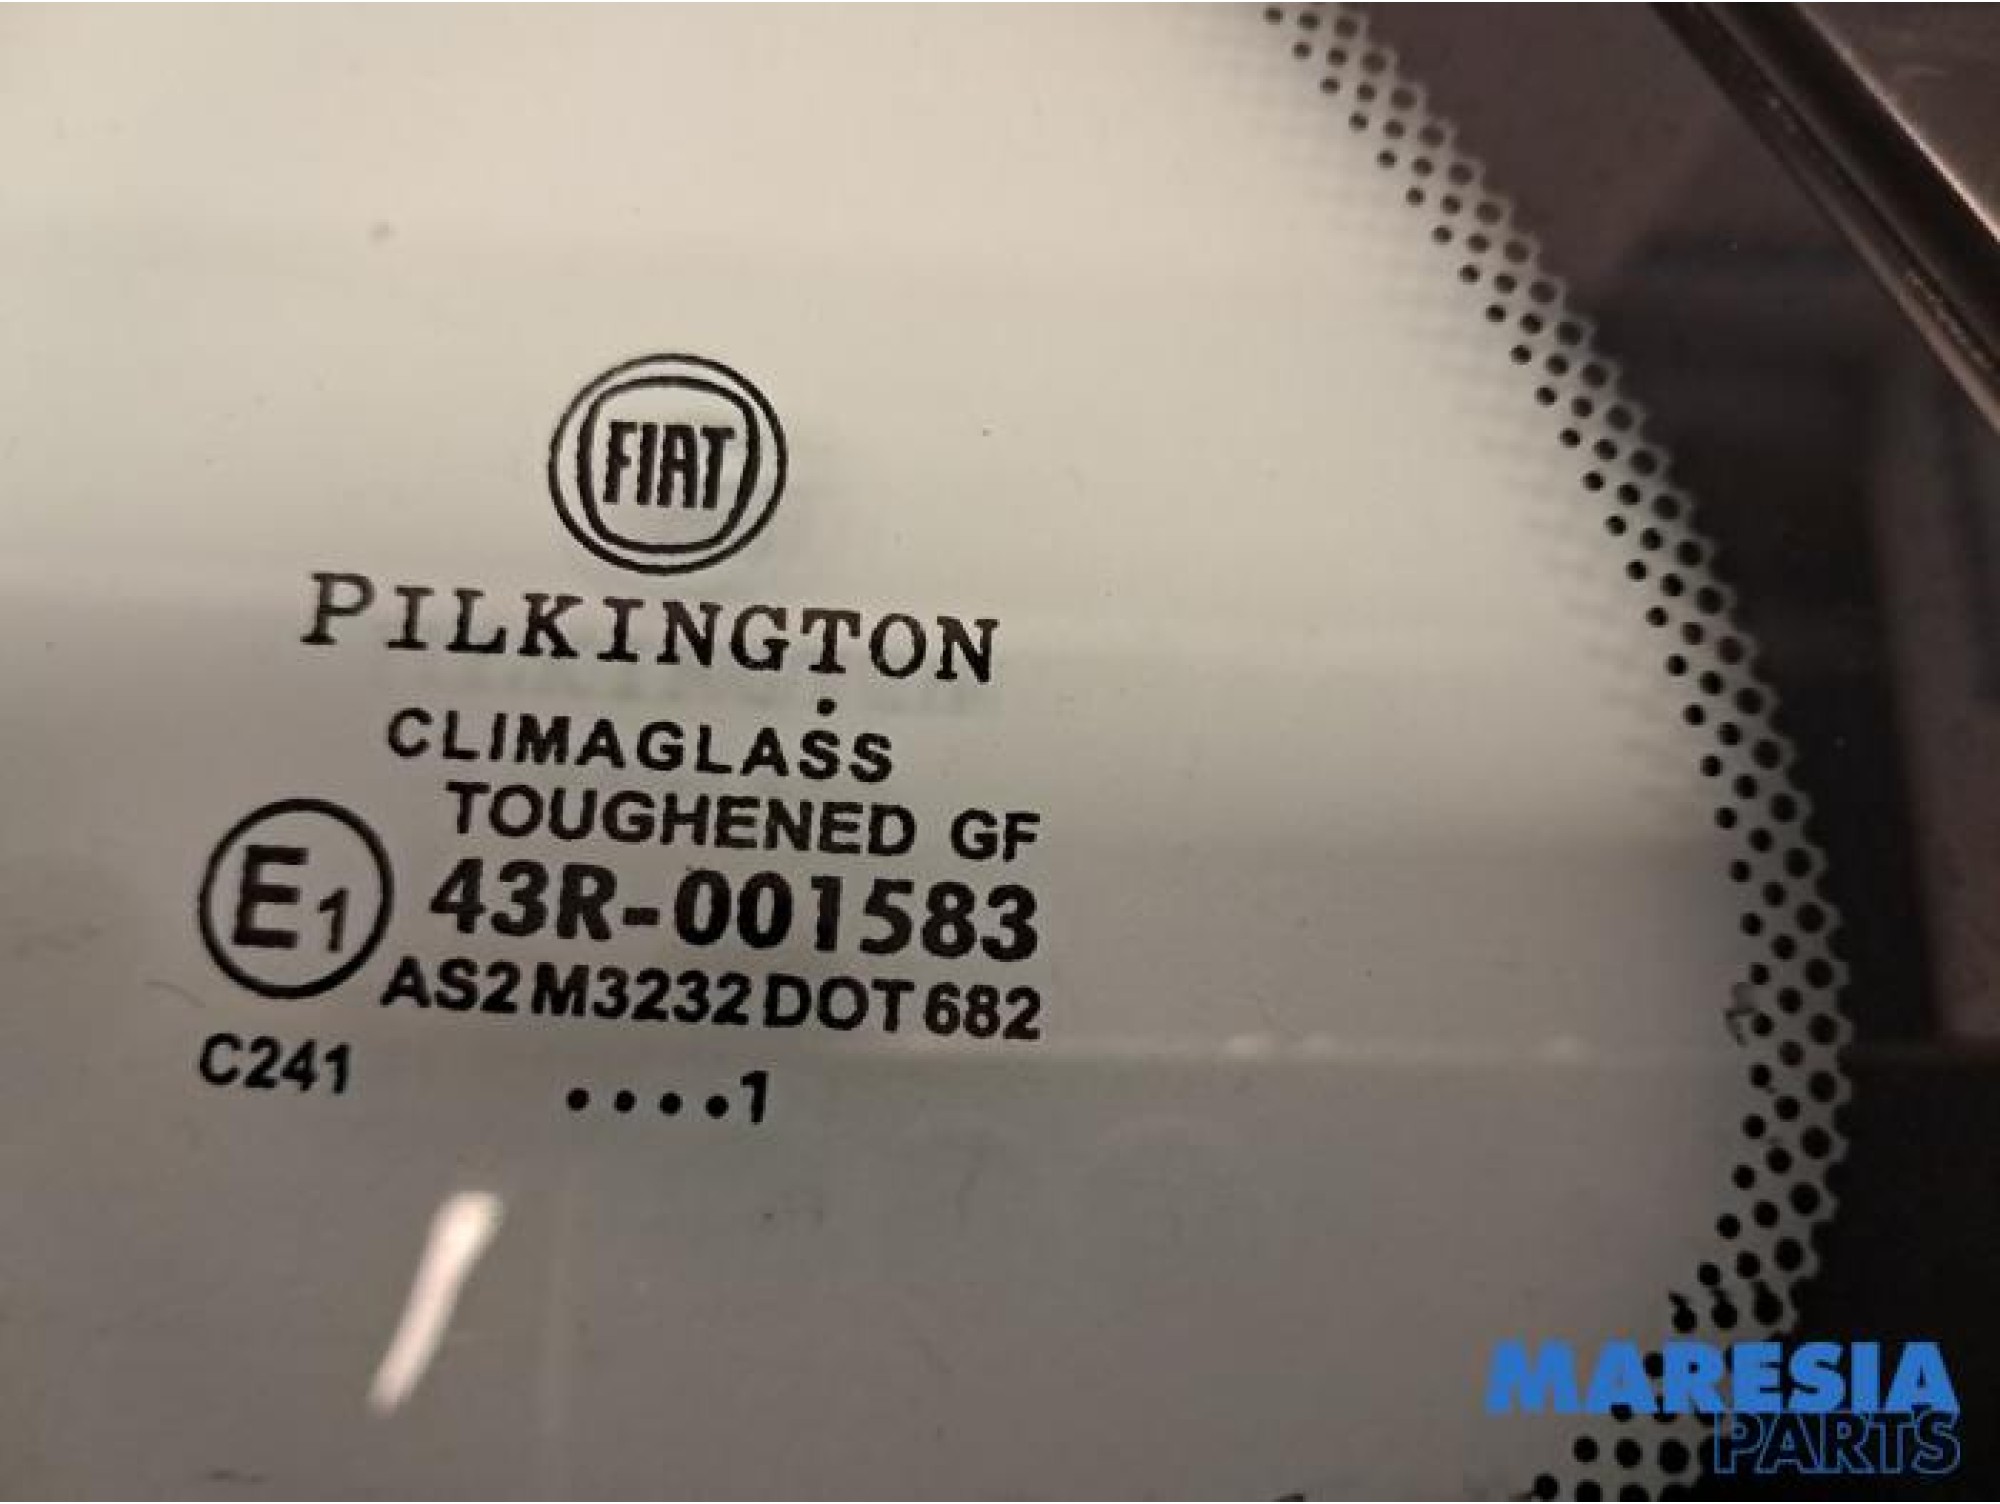 FIAT
PILKINGTON
CLIMAGLASS
TOUGHENED GF
E1 43R-001583
AS2 M3232 DOT 682
C241
....1
MARESIA
PARTS